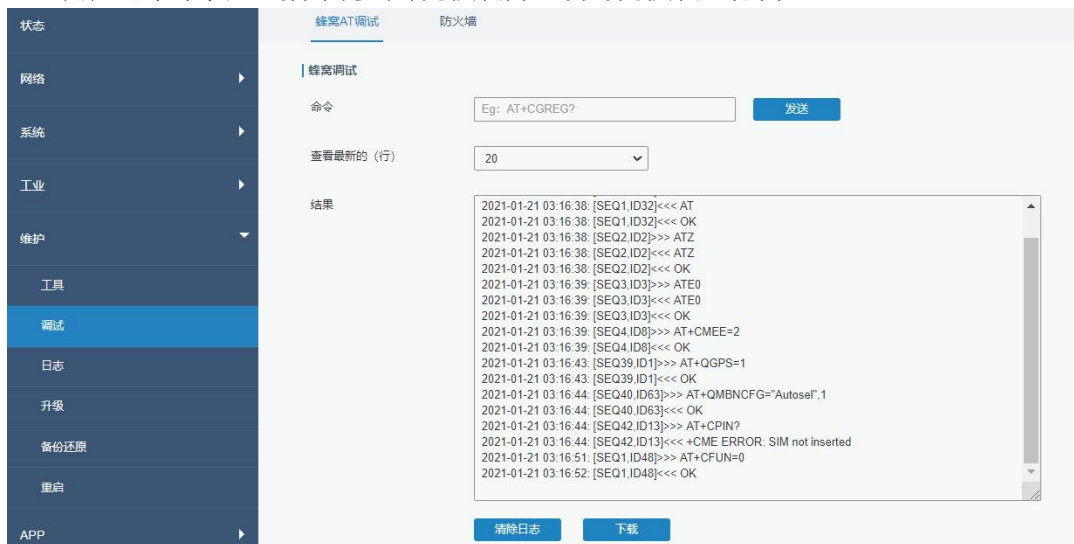 状态
网络
系统
工业
维护
工具
调试
日志
升级
备份还原
重启
APP
蜂窝AT调试 防火墙
蜂窝调试
命令 Eg: AT+CGREG? 发送
查看最新的（行） 20
结果
2021-01-21 03:16:38: [SEQ1,ID32]<<< AT
2021-01-21 03:16:38: [SEQ1,ID32]<<< OK
2021-01-21 03:16:38: [SEQ2,ID2]>>> ATZ
2021-01-21 03:16:38: [SEQ2,ID2]<<< ATZ
2021-01-21 03:16:38: [SEQ2,ID2]<<< OK
2021-01-21 03:16:39: [SEQ3,ID3]>>> ATE0
2021-01-21 03:16:39: [SEQ3,ID3]<<< ATE0
2021-01-21 03:16:39: [SEQ3,ID3]<<< OK
2021-01-21 03:16:39: [SEQ4,ID8]>>> AT+CMEE=2
2021-01-21 03:16:39: [SEQ4,ID8]<<< OK
2021-01-21 03:16:43: [SEQ39,ID1]>>> AT+QGPS=1
2021-01-21 03:16:43: [SEQ39,ID1]<<< OK
2021-01-21 03:16:44: [SEQ40,ID63]>>> AT+QMBNCFG="Autosel",1
2021-01-21 03:16:44: [SEQ40,ID63]<<< OK
2021-01-21 03:16:44: [SEQ42,ID13]>>> AT+CPIN?
2021-01-21 03:16:44: [SEQ42,ID13]<<< +CME ERROR: SIM not inserted
2021-01-21 03:16:51: [SEQ1,ID48]>>> AT+CFUN=0
2021-01-21 03:16:52: [SEQ1,ID48]<<< OK
清除日志 下载